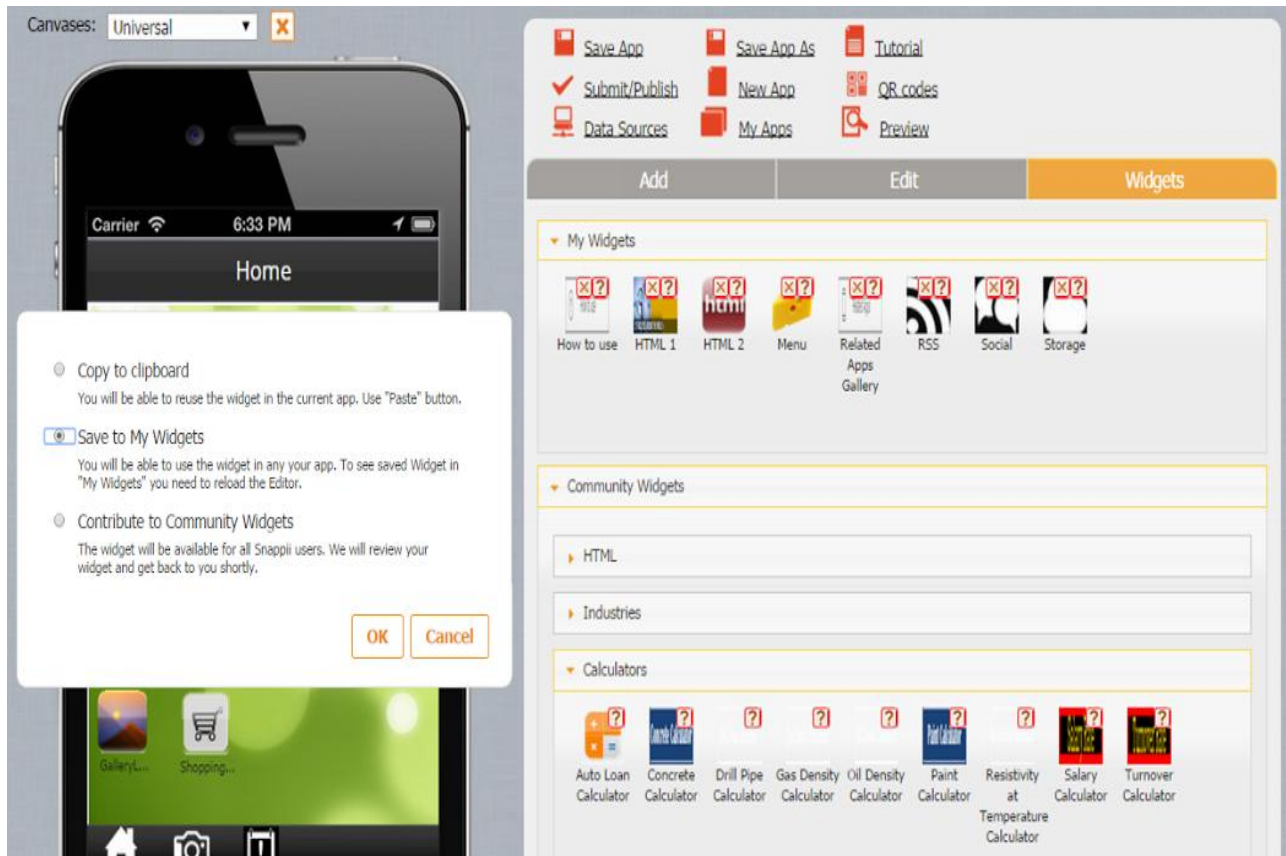 Canvases: Universal
Save App
Save App As
Tutorial
Submit/Publish
New App
QR codes
Data Sources
My Apps
Preview
Add
Edit
Widgets
Carrier
6:33 PM
Home
Copy to clipboard
You will be able to reuse the widget in the current app. Use "Paste" button.
Save to My Widgets
You will be able to use the widget in any your app. To see saved Widget in
"My Widgets" you need to reload the Editor.
Contribute to Community Widgets
The widget will be available for all Snappii users. We will review your
widget and get back to you shortly.
OK
Cancel
GalleryL...
Shopping...
My Widgets
html
How to use
HTML 1
HTML 2
Menu
Related
Apps
Gallery
RSS
Social
Storage
Community Widgets
HTML
Industries
Calculators
Concrete Calculator
Paint Calculator
Auto Loan
Calculator
Concrete
Calculator
Drill Pipe
Calculator
Gas Density
Calculator
Oil Density
Calculator
Paint
Calculator
Resistivity
at
Temperature
Calculator
Salary
Calculator
Turnover
Calculator